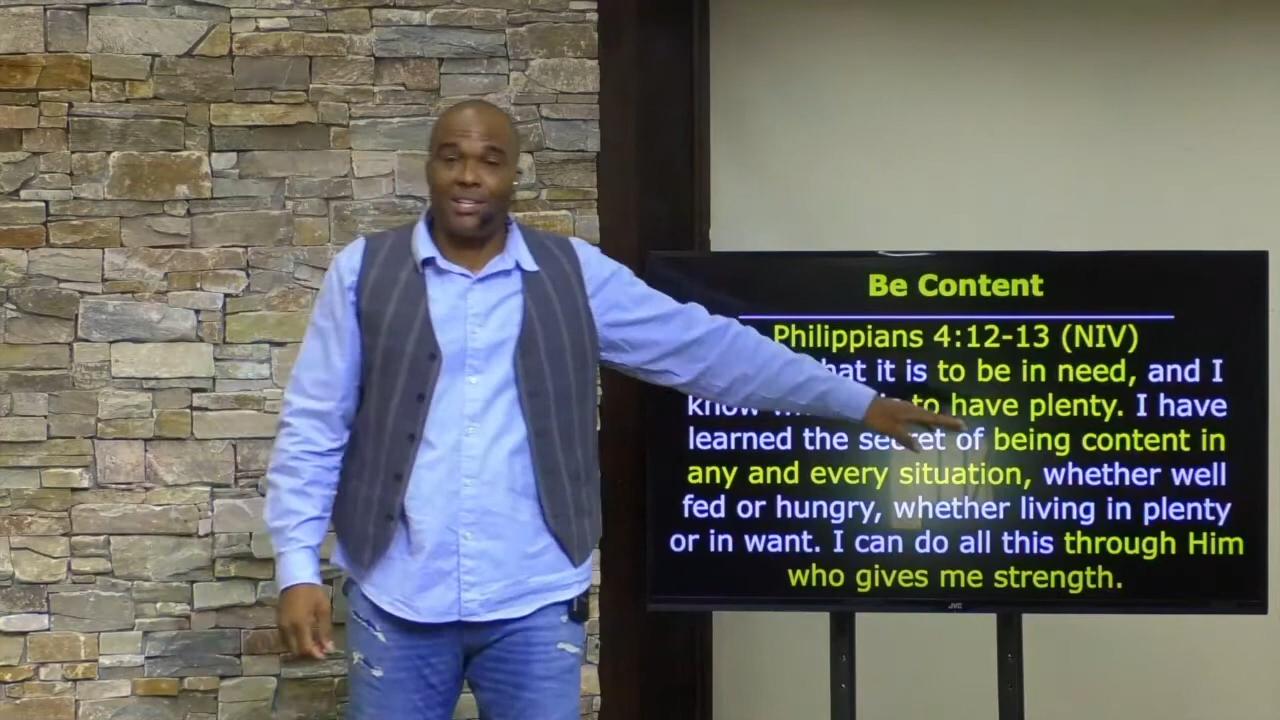 Be Content
Philippians 4:12-13 (NIV)
it is to be in need, and I
know to have plenty. I have
learned the secret of being content in
any and every situation, whether well
fed or hungry, whether living in plenty
or in want. I can do all this through Him
who gives me strength.
JVC